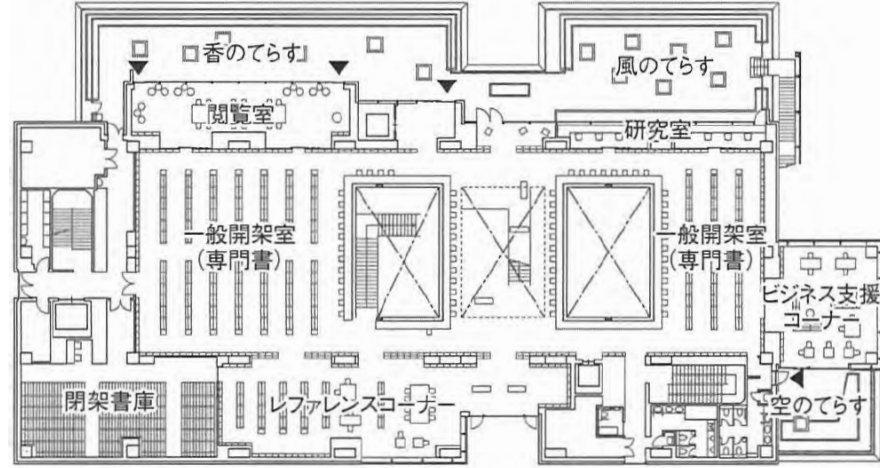 香のてらす
風のてらす
閲覧室
研究室
一般開架室
(専門書)
一般開架室
(専門書)
ビジネス支援
コーナー
閉架書庫
レファレンスコーナー
空のてらす